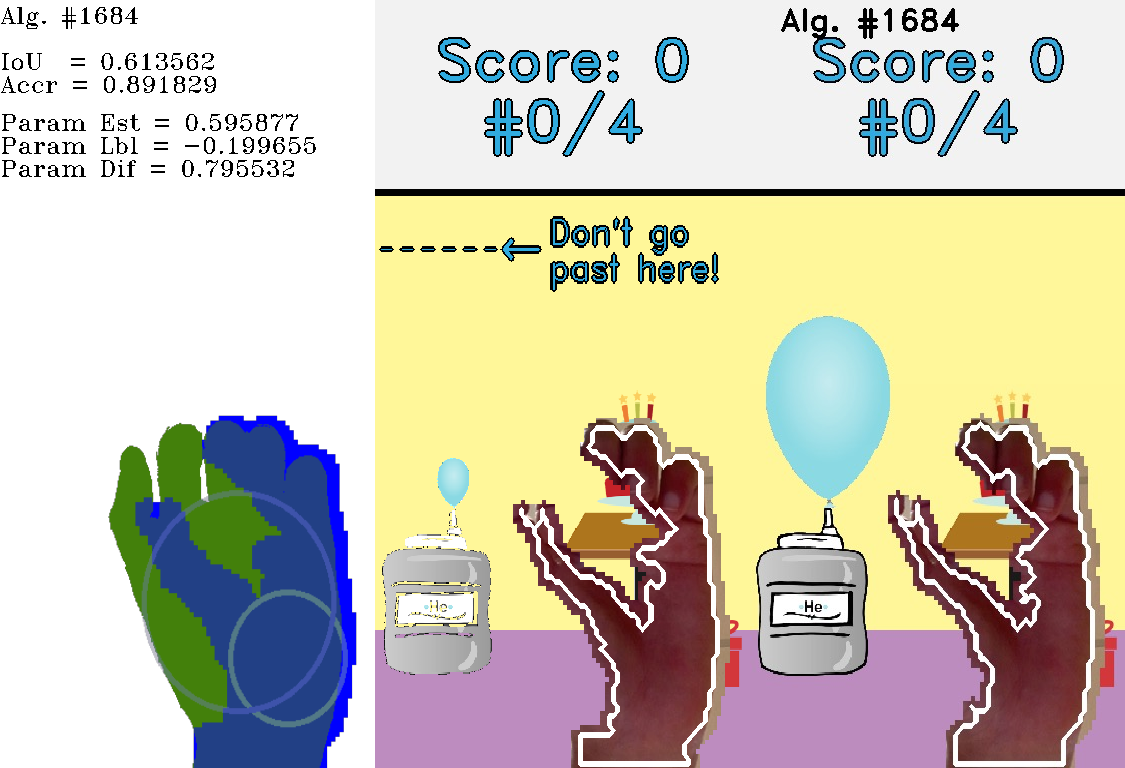 Alg. #1684
IoU = 0.613562
Accr = 0.891829
Param Est = 0.595877
Param Lbl = −0.199655
Param Dif = 0.795532
Score: 0
#0/4
Alg. #1684
Score: 0
#0/4
Don't go
past here!
He
He